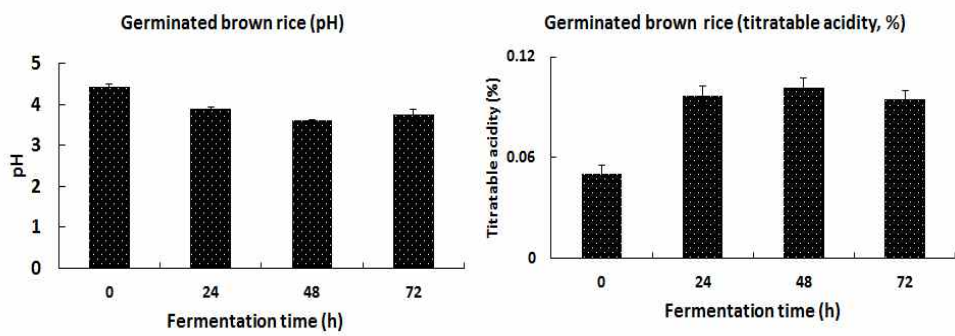 Germinated brown rice (pH)
5
4
3
2
1
0
pH
0 24 48 72
Fermentation time (h)
Germinated brown rice (titratable acidity, %)
0.12
0.06
0
Titratable acidity (%)
0 24 48 72
Fermentation time (h)